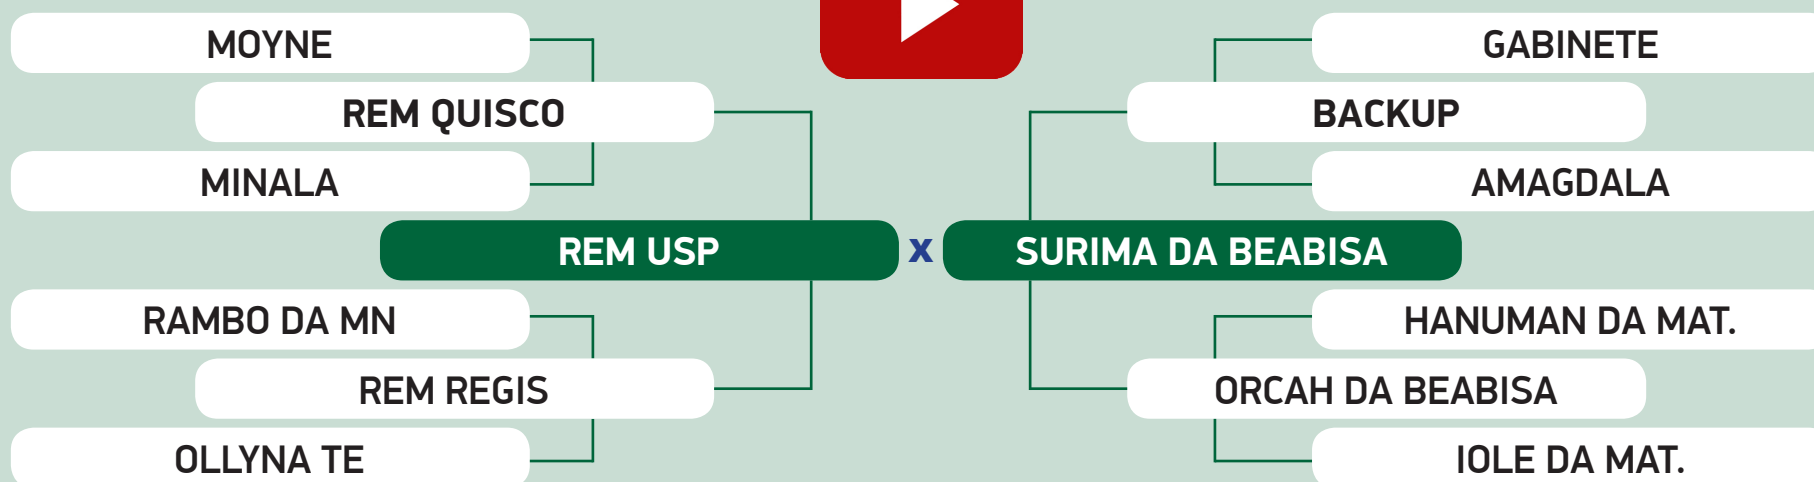 MOYNE
GABINETE
REM QUISCO
BACKUP
MINALA
AMAGDALA
REM USP x SURIMA DA BEABISA
RAMBO DA MN
HANUMAN DA MAT.
REM REGIS
ORCAH DA BEABISA
OLLYNA TE
IOLE DA MAT.